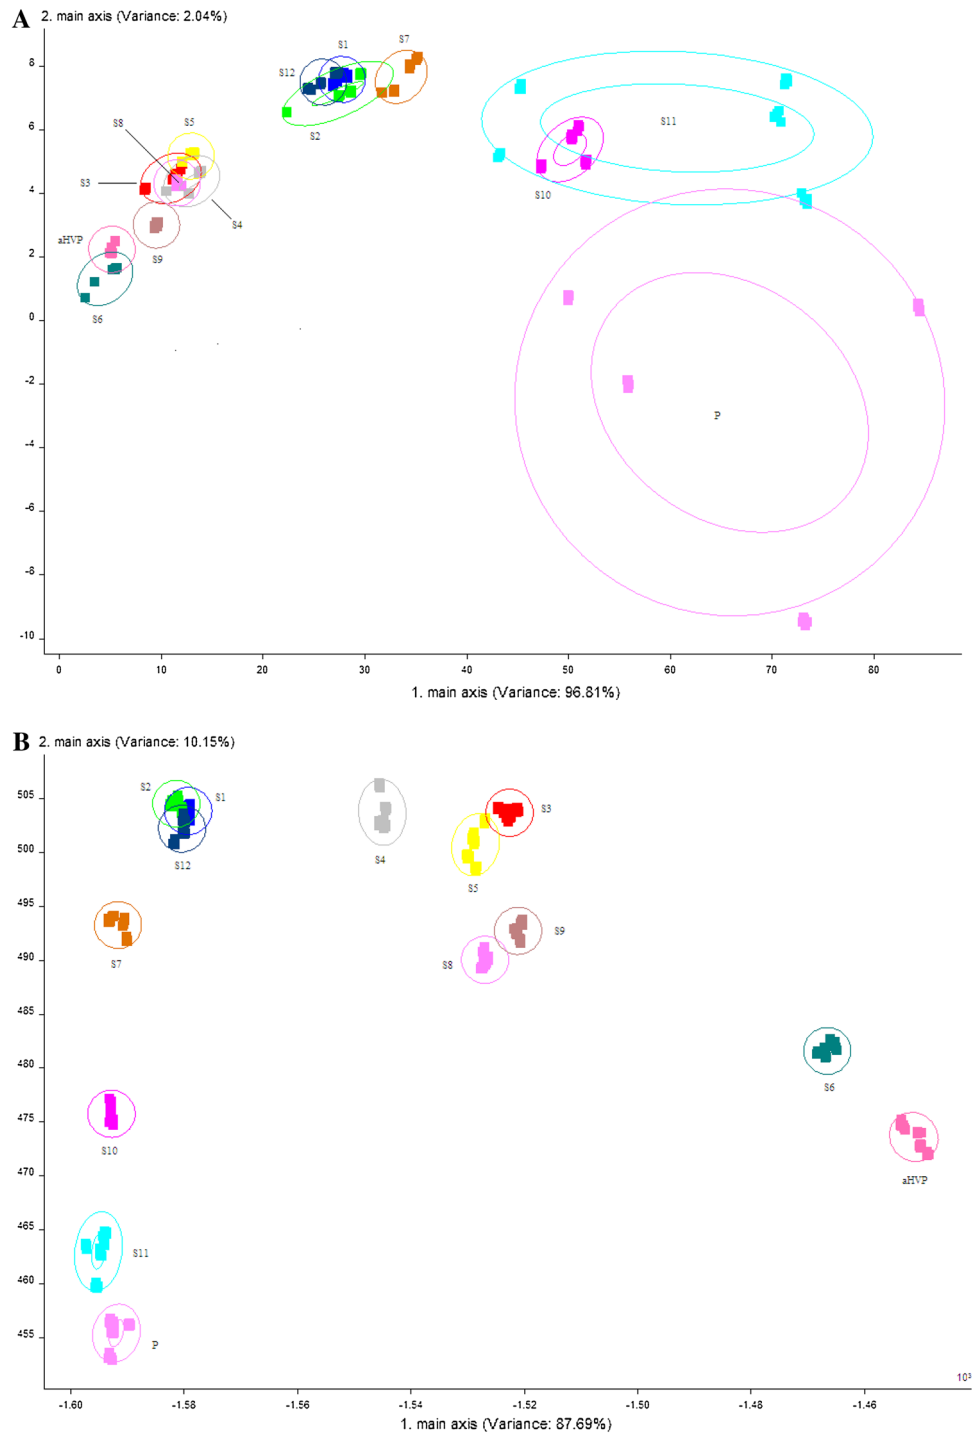 A 2. main axis (Variance: 2.04%)
8
6
4
2
0
-2
-4
-6
-8
-10
S7
S1
S12
S2
S11
S10
S5
S8
S3
S4
aHVP
S9
S6
P
0 10 20 30 40 50 60 70 80
1. main axis (Variance: 96.81%)
B 2. main axis (Variance: 10.15%)
505
500
495
490
485
480
475
470
465
460
455
S2
S1
S12
S4
S3
S5
S7
S9
S8
S6
S10
aHVP
S11
P
10³
-1.60 -1.58 -1.56 -1.54 -1.52 -1.50 -1.48 -1.46
1. main axis (Variance: 87.69%)